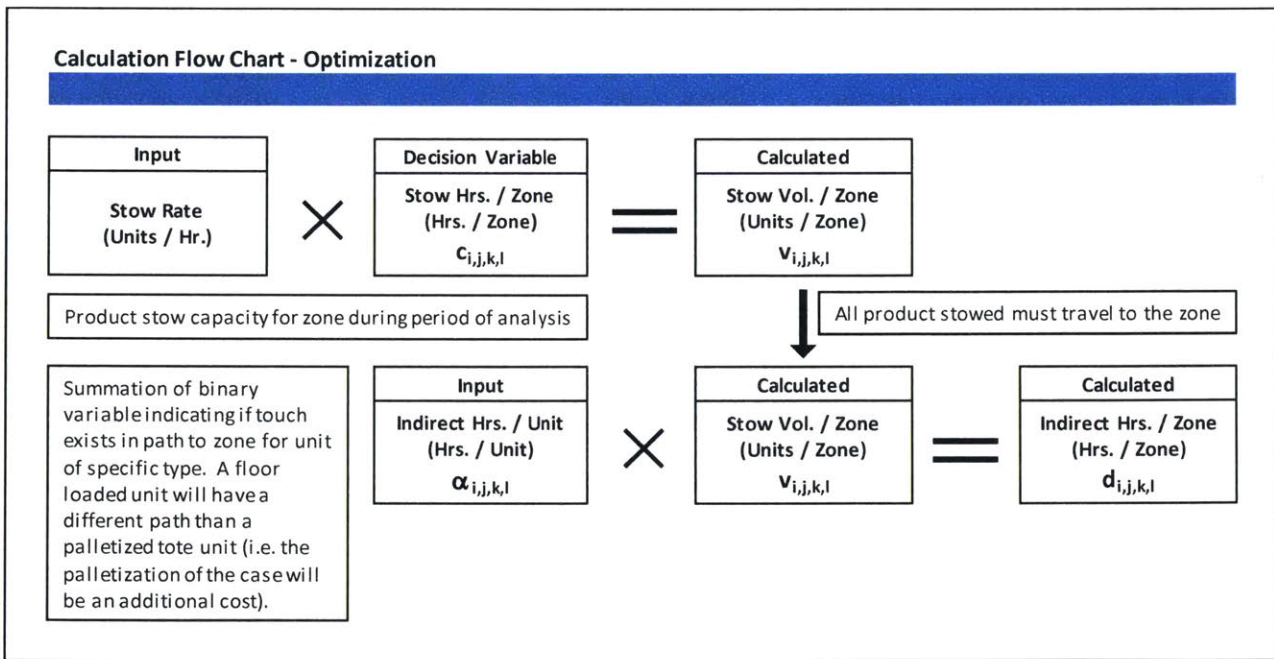 Calculation Flow Chart - Optimization
Input
Stow Rate
(Units / Hr.)
Decision Variable
Stow Hrs. / Zone
(Hrs. / Zone)
c i,j,k,l
Calculated
Stow Vol. / Zone
(Units / Zone)
v i,j,k,l
Product stow capacity for zone during period of analysis
All product stowed must travel to the zone
Summation of binary
variable indicating if touch
exists in path to zone for unit
of specific type. A floor
loaded unit will have a
different path than a
palletized tote unit (i.e. the
palletization of the case will
be an additional cost).
Input
Indirect Hrs. / Unit
(Hrs. / Unit)
α i,j,k,l
Calculated
Stow Vol. / Zone
(Units / Zone)
v i,j,k,l
Calculated
Indirect Hrs. / Zone
(Hrs. / Zone)
d i,j,k,l